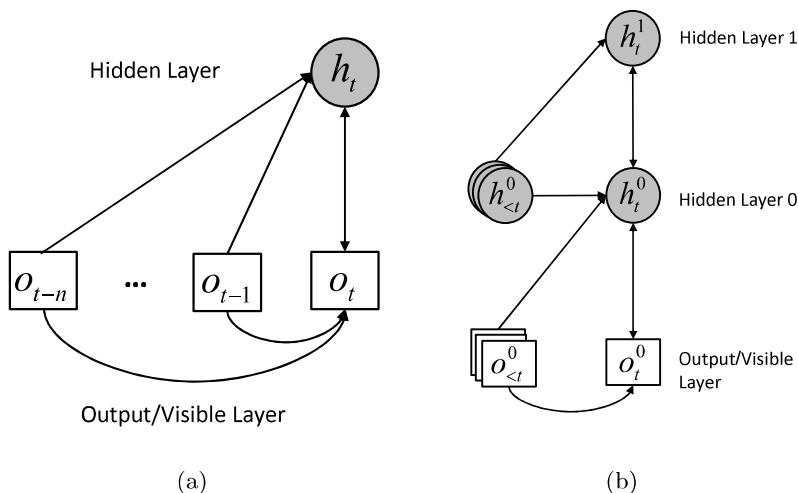 Hidden Layer
h_t
o_{t-n}
...
o_{t-1}
o_t
Output/Visible Layer
(a)
h_t^1
Hidden Layer 1
h_{<t}^0
h_t^0
Hidden Layer 0
o_{<t}^0
o_t^0
Output/Visible
Layer
(b)